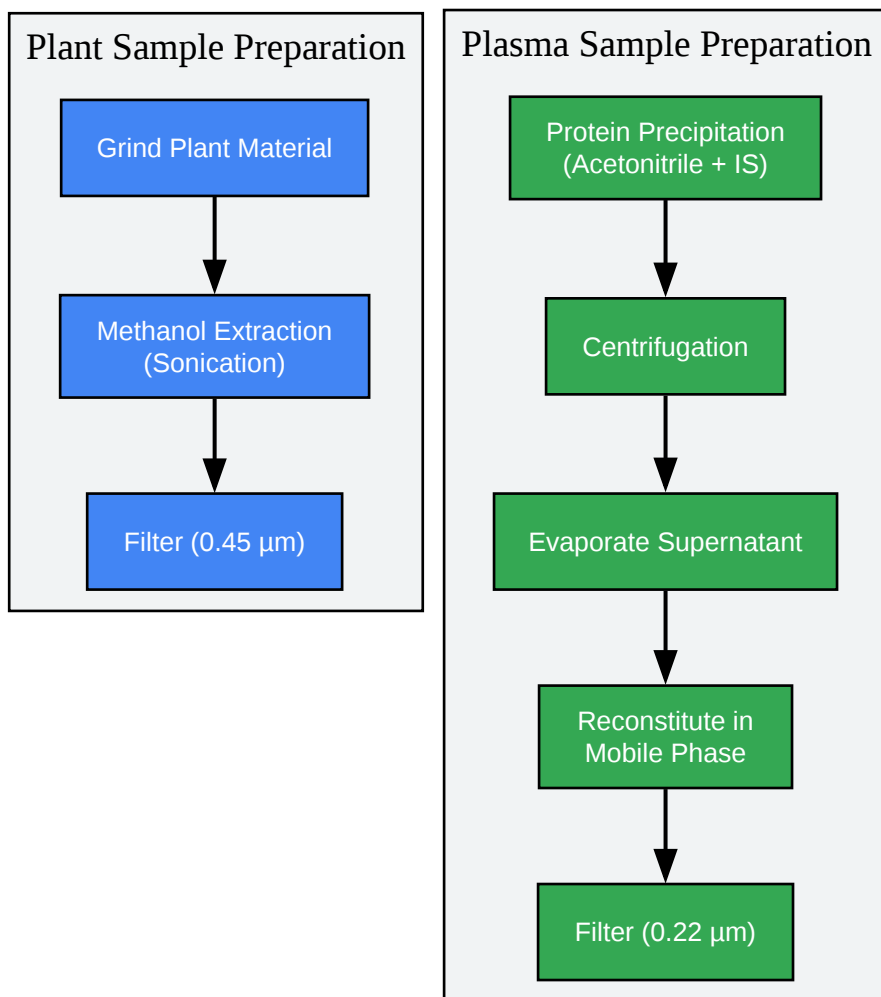 Plant Sample Preparation
Grind Plant Material
Methanol Extraction
(Sonication)
Filter (0.45 µm)
Plasma Sample Preparation
Protein Precipitation
(Acetonitrile + IS)
Centrifugation
Evaporate Supernatant
Reconstitute in
Mobile Phase
Filter (0.22 µm)